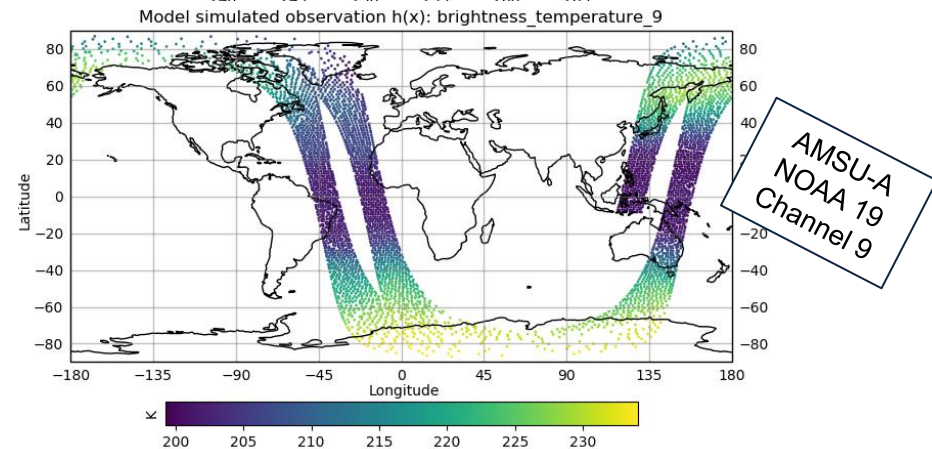 Model simulated observation h(x): brightness_temperature_9
80
60
40
20
0
−20
−40
−60
−80
Latitude
80
60
40
−20
−40
−60
−80
−180 −135 −90 −45 0 45 90 135 180
Longitude
K
200 205 210 215 220 225 230
AMSU-A
NOAA 19
Channel 9